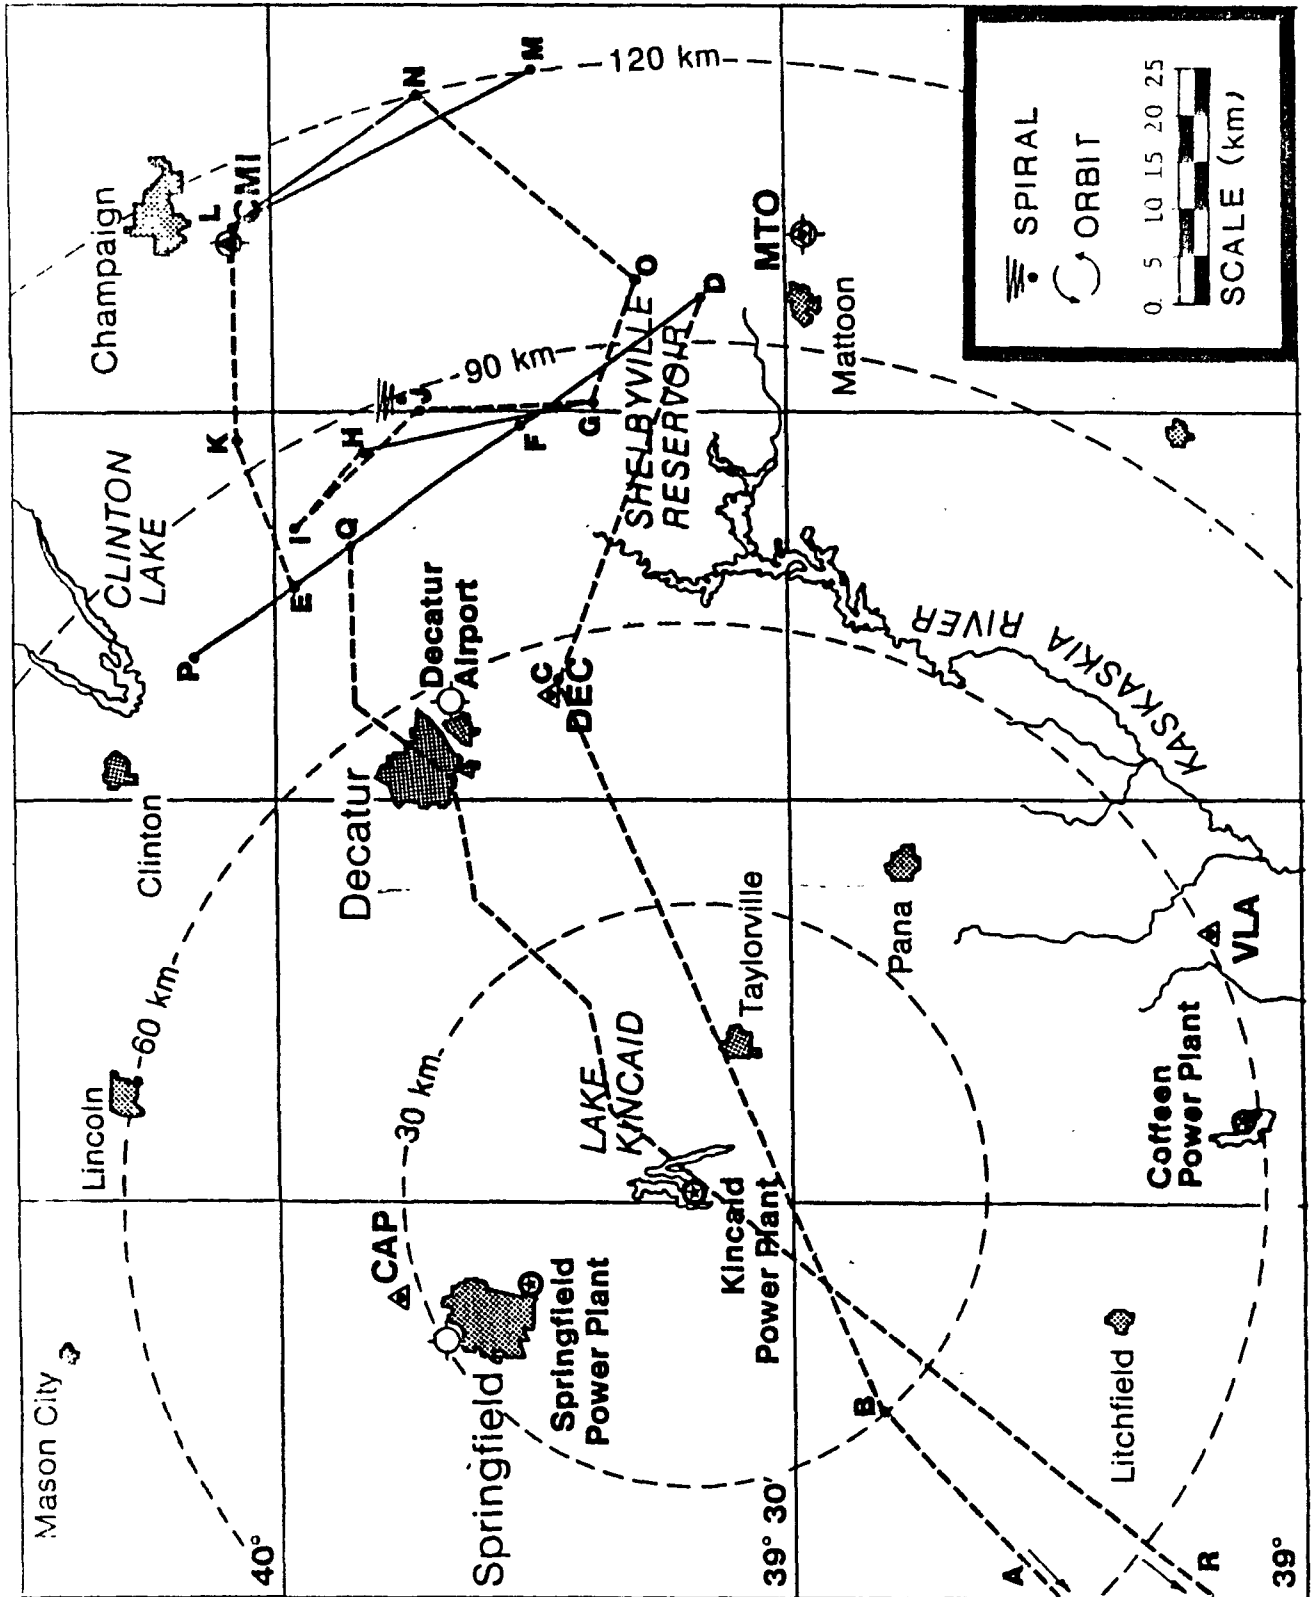 Mason City
Lincoln
Clinton
CLINTON
LAKE
Champaign
40°
60 km
30 km
90 km
120 km
P
E
I
Q
K
H
J
L
CMI
N
M
F
G
O
D
CAP
Springfield
Springfield
Power Plant
Decatur
Decatur
Airport
C
DEC
SHELBYVILLE
RESERVOIR
LAKE
KINCAID
Kincaid
Power Plant
Taylorville
MTO
Mattoon
39° 30'
B
Pana
KASKASKIA RIVER
Litchfield
Coffeen
Power Plant
VLA
A
R
39°
SPIRAL
ORBIT
0 5 10 15 20 25
SCALE (km)